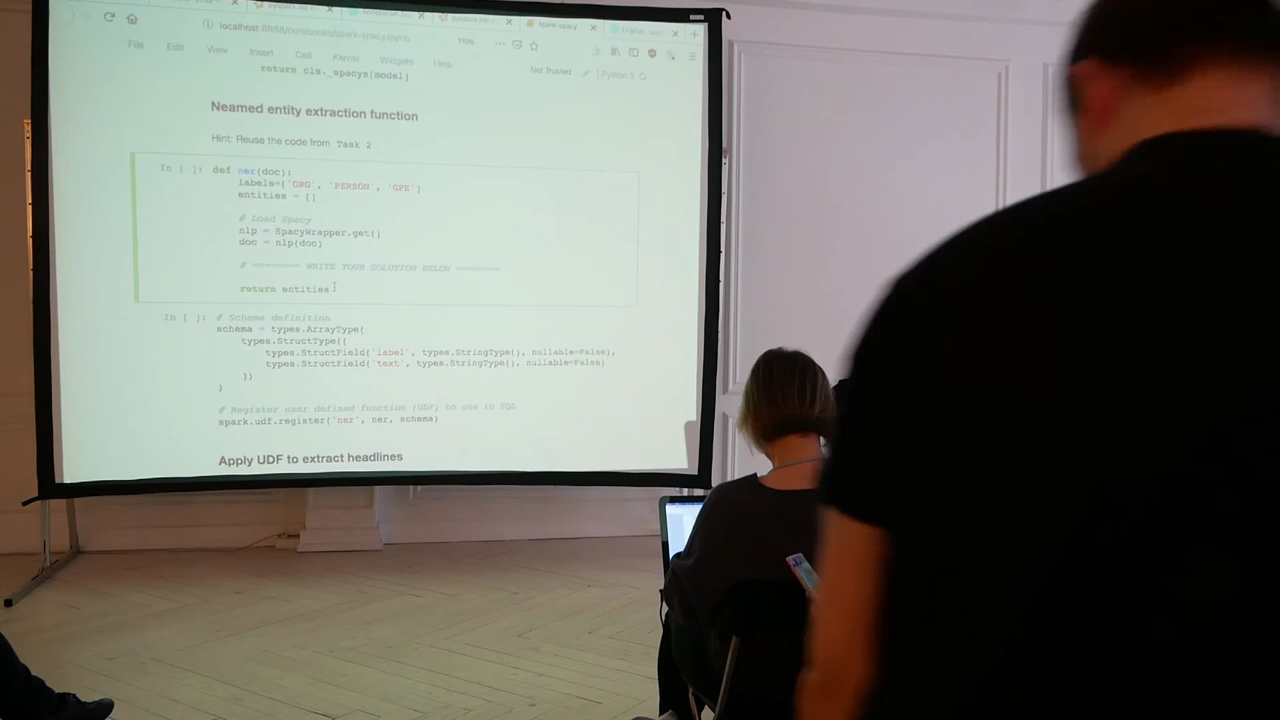 spark-spacy
localhost:8888/notebooks/spark-spacy.ipynb
110%
File Edit View Insert Cell Kernel Widgets Help
Not Trusted
Python 3
return cls._spacys[model]
Neamed entity extraction function
Hint: Reuse the code from Task 2
In [ ]: def ner(doc):
labels=['ORG', 'PERSON', 'GPE']
entities = []
# Load Spacy
nlp = SpacyWrapper.get()
doc = nlp(doc)
# WRITE YOUR SOLUTION BELOW
return entities
In [ ]: # Schema definition
schema = types.ArrayType(
types.StructType([
types.StructField('label', types.StringType(), nullable=False),
types.StructField('text', types.StringType(), nullable=False)
])
)
# Register user defined function (UDF) to use in SQL
spark.udf.register('ner', ner, schema)
Apply UDF to extract headlines